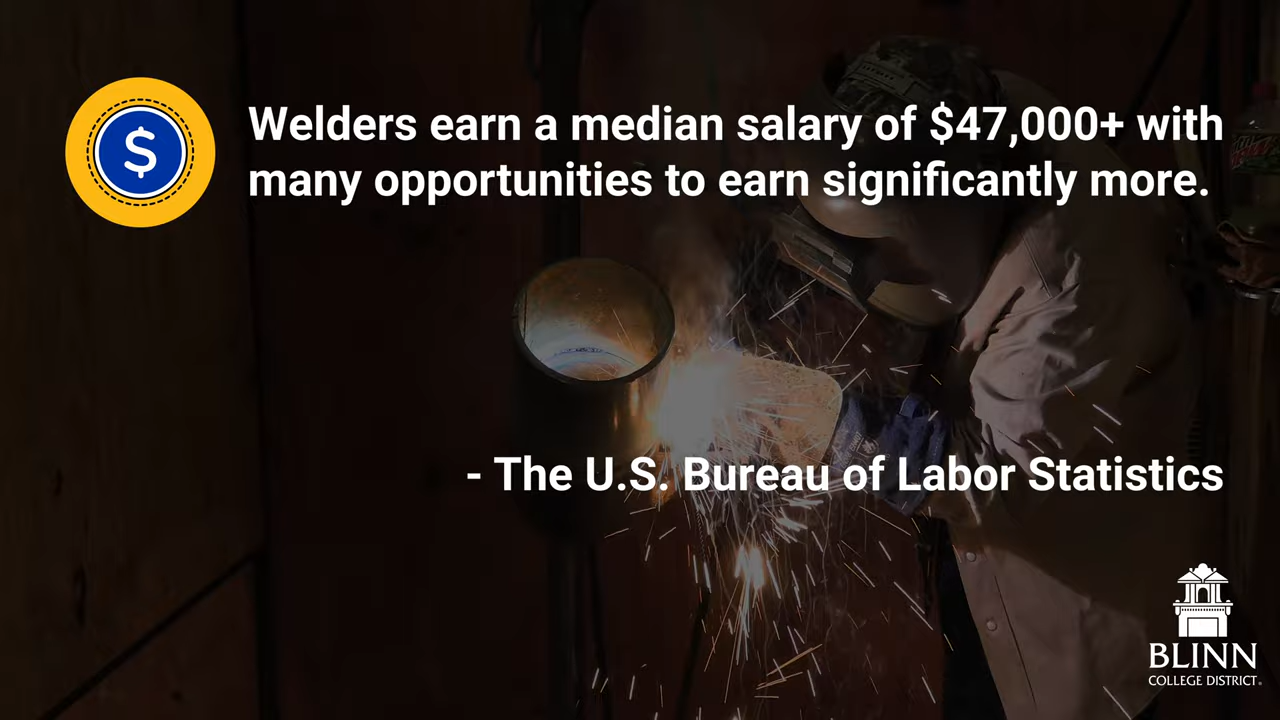 Welders earn a median salary of $47,000+ with
many opportunities to earn significantly more.
$
- The U.S. Bureau of Labor Statistics
BLINN
COLLEGE DISTRICT®